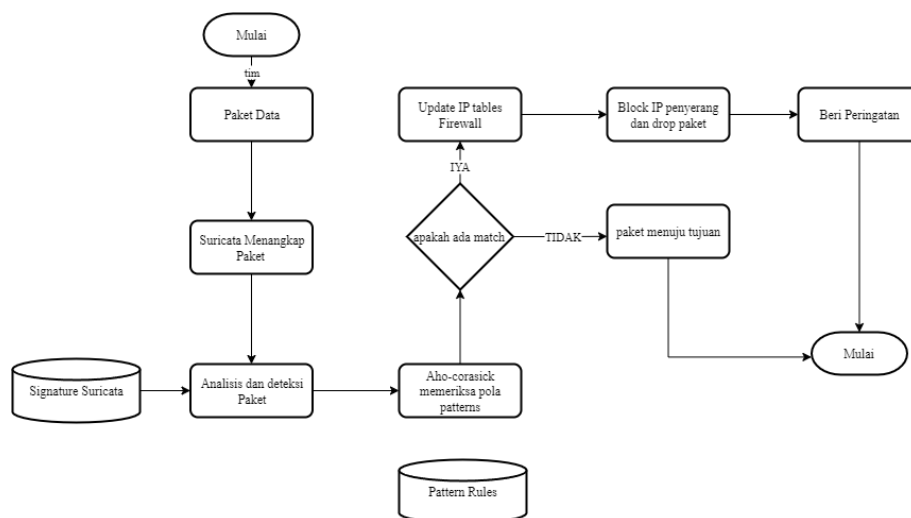 Mulai
tim
Paket Data
Suricata Menangkap
Paket
Signature Suricata
Analisis dan deteksi
Paket
Aho-corasick
memeriksa pola
patterns
Pattern Rules
apakah ada match
IYA
Update IP tables
Firewall
Block IP penyerang
dan drop paket
Beri Peringatan
TIDAK
paket menuju tujuan
Mulai